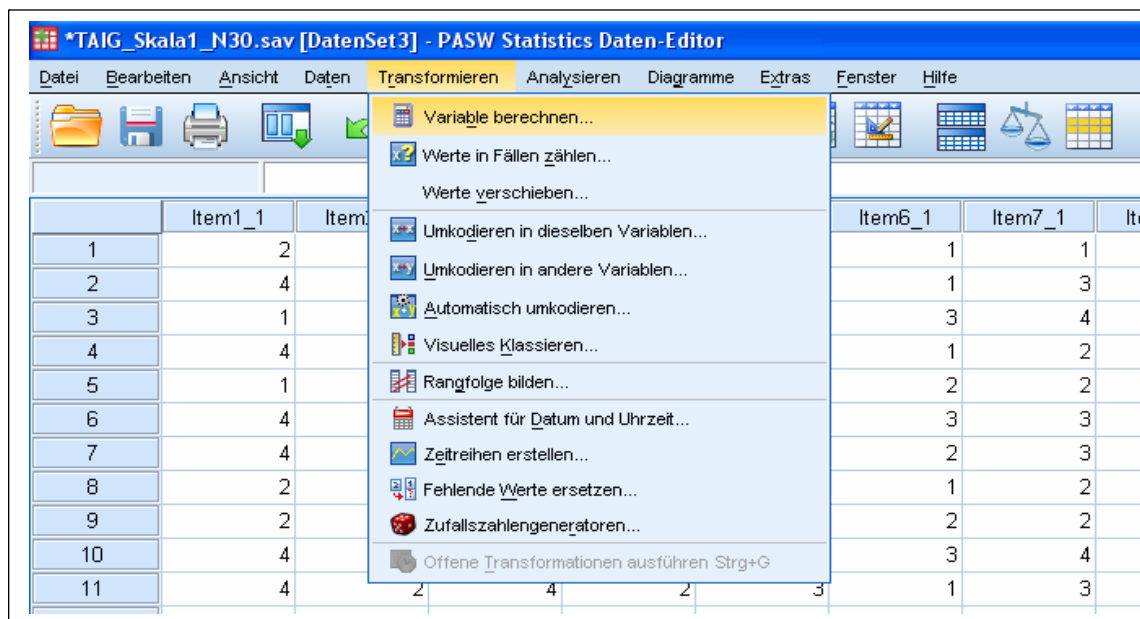 *TAIG_Skala1_N30.sav [DatenSet3] - PASW Statistics Daten-Editor
Datei Bearbeiten Ansicht Daten Transformieren Analysieren Diagramme Extras Fenster Hilfe
Variable berechnen...
Werte in Fällen zählen...
Werte verschieben...
Umkodieren in dieselben Variablen...
Umkodieren in andere Variablen...
Automatisch umkodieren...
Visuelles Klassieren...
Rangfolge bilden...
Assistent für Datum und Uhrzeit...
Zeitreihen erstellen...
Fehlende Werte ersetzen...
Zufallszahlengeneratoren...
Offene Transformationen ausführen Strg+G
Item1_1 Item Item6_1 Item7_1 It
1 2 1 1
2 4 1 3
3 1 3 4
4 4 1 2
5 1 2 2
6 4 3 3
7 4 2 3
8 2 1 2
9 2 2 2
10 4 3 4
11 4 2 4 2 3 1 3